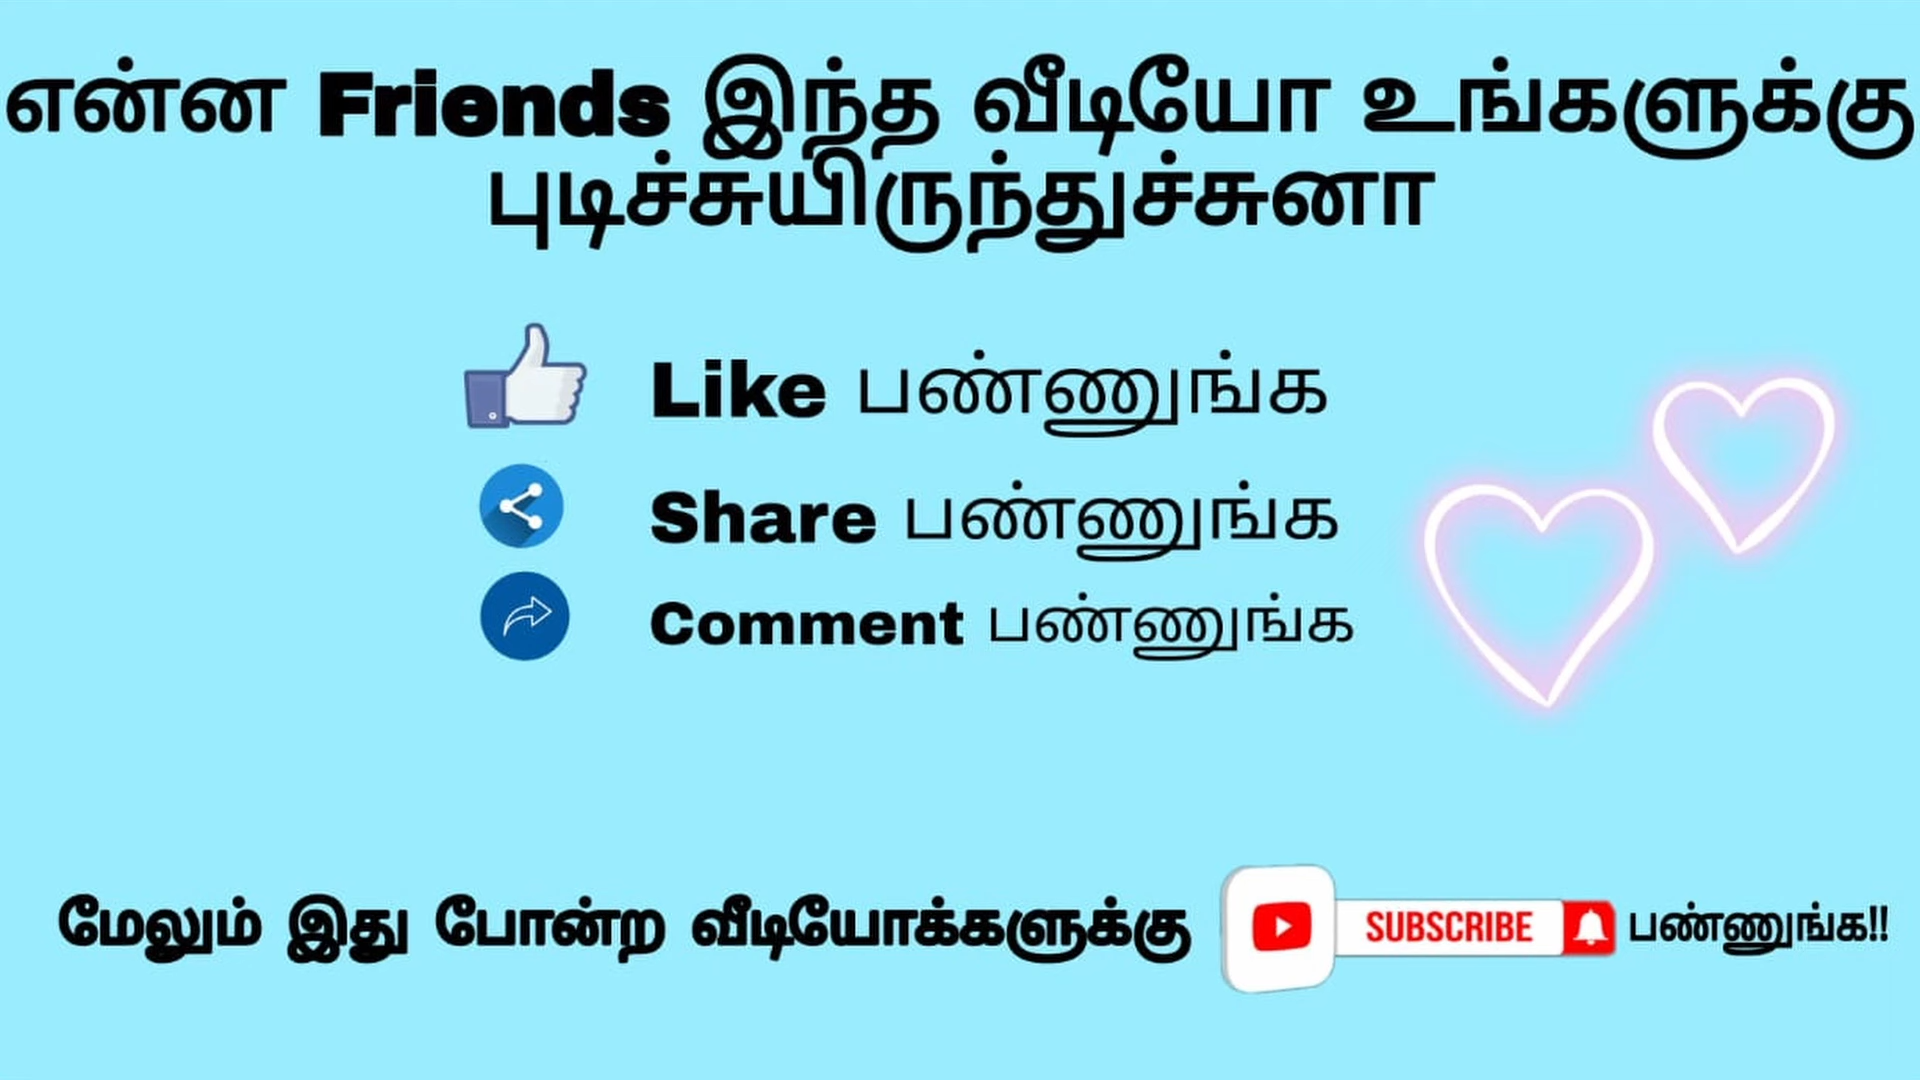 என்ன Friends இந்த வீடியோ உங்களுக்கு
புடிச்சுயிருந்துச்சுனா
Like பண்ணுங்க
Share பண்ணுங்க
Comment பண்ணுங்க
மேலும் இது போன்ற வீடியோக்களுக்கு SUBSCRIBE பண்ணுங்க!!